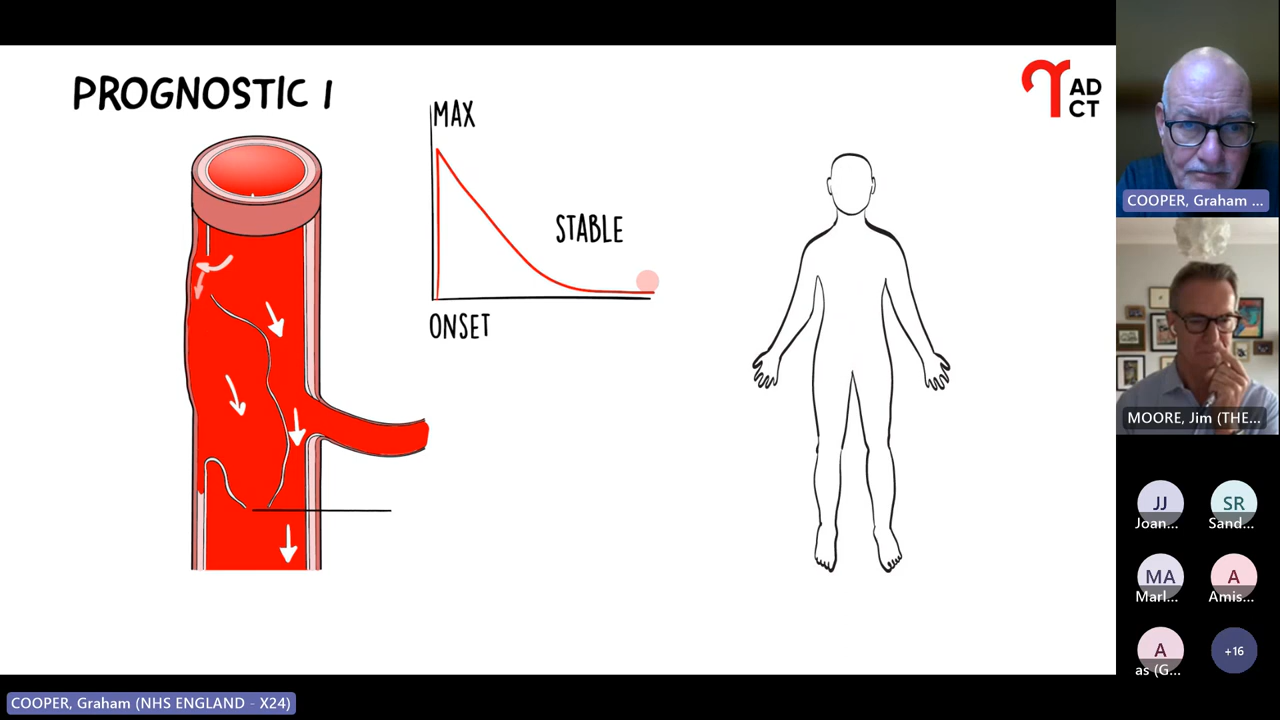 PROGNOSTIC I
MAX
STABLE
ONSET
AD
CT
COOPER, Graham ...
MOORE, Jim (THE...
JJ
Joan...
SR
Sand...
MA
Marl...
A
Amis...
A
as (G...
+16
COOPER, Graham (NHS ENGLAND - X24)